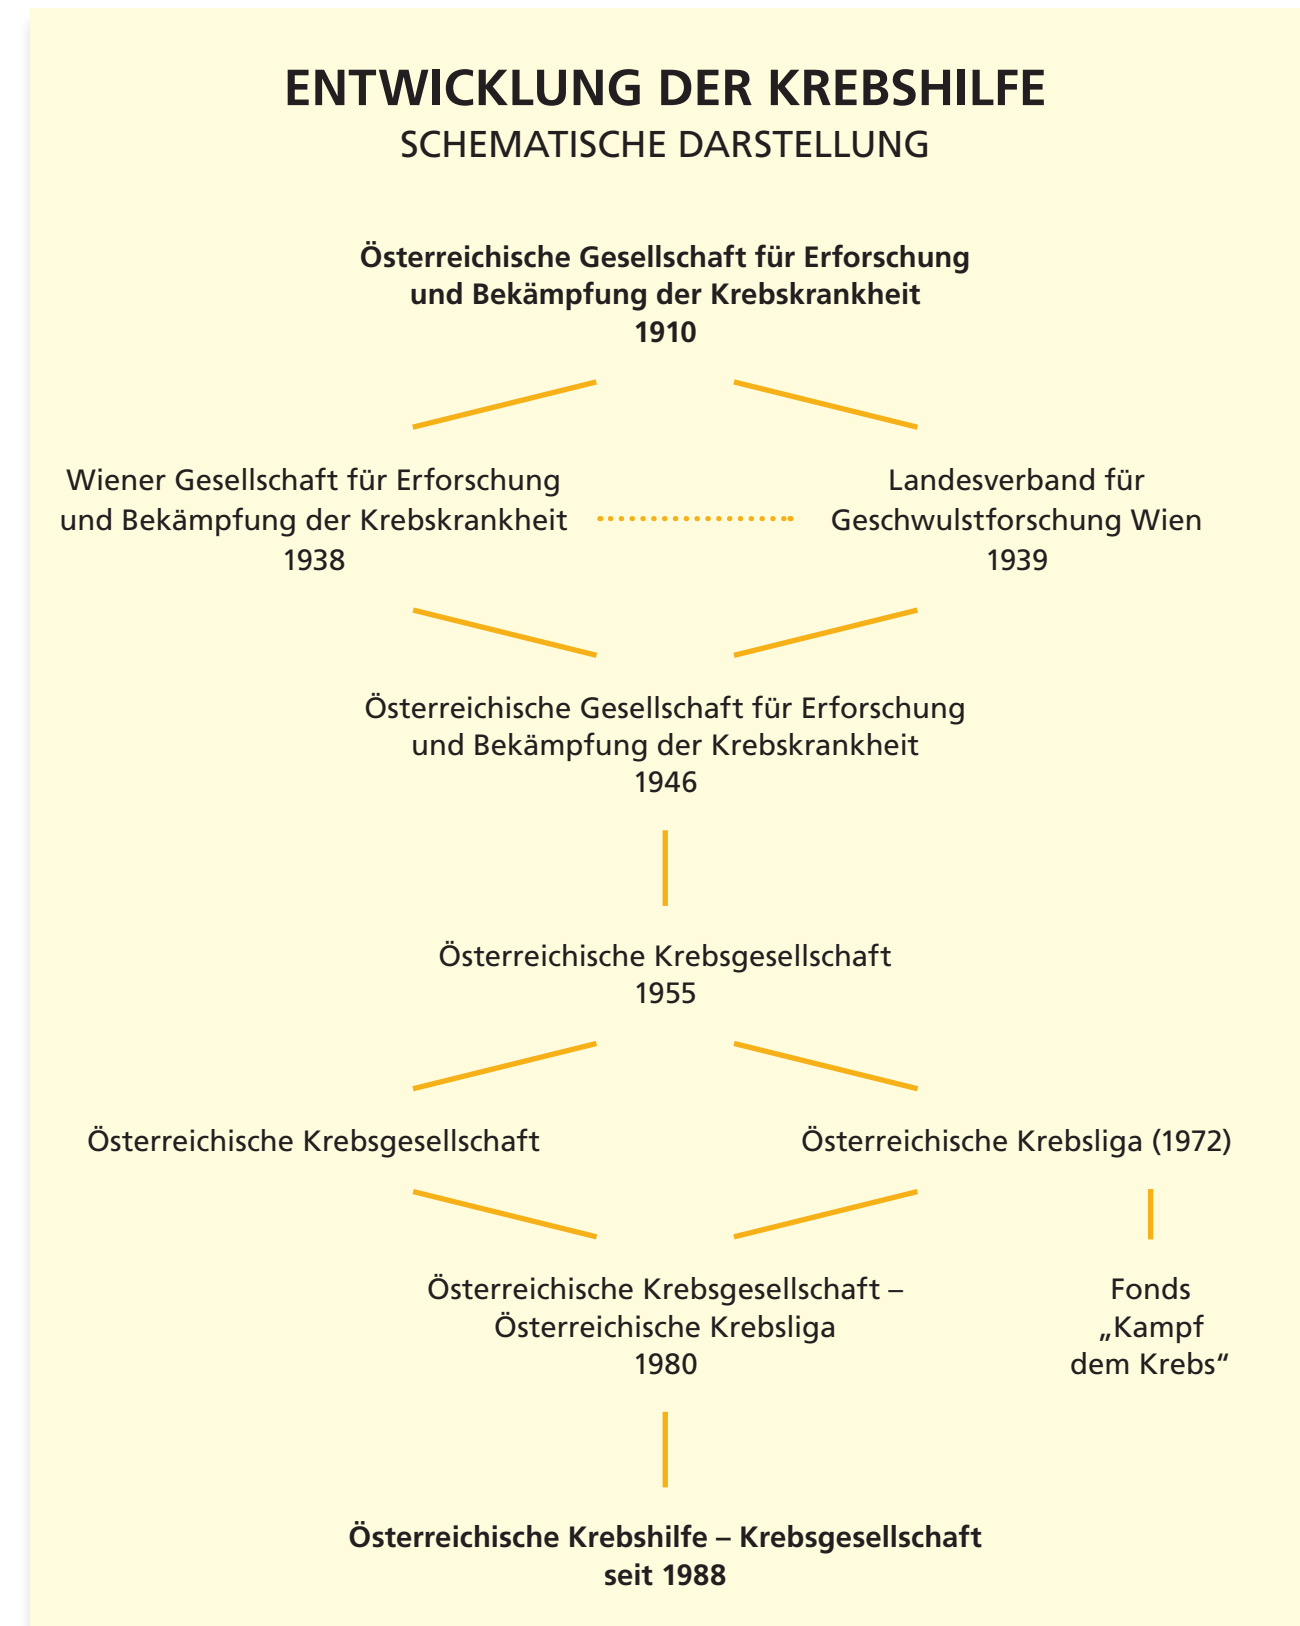 ENTWICKLUNG DER KREBSHILFE
SCHEMATISCHE DARSTELLUNG
Österreichische Gesellschaft für Erforschung
und Bekämpfung der Krebskrankheit
1910
Wiener Gesellschaft für Erforschung
und Bekämpfung der Krebskrankheit
1938
Landesverband für
Geschwulstforschung Wien
1939
Österreichische Gesellschaft für Erforschung
und Bekämpfung der Krebskrankheit
1946
Österreichische Krebsgesellschaft
1955
Österreichische Krebsgesellschaft
Österreichische Krebsliga (1972)
Österreichische Krebsgesellschaft –
Österreichische Krebsliga
1980
Fonds
„Kampf
dem Krebs“
Österreichische Krebshilfe – Krebsgesellschaft
seit 1988